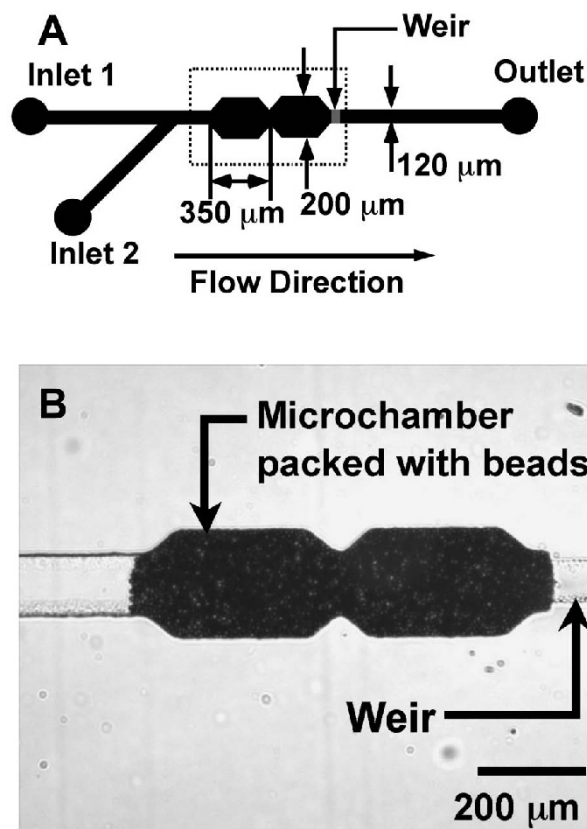 A
Weir
Inlet 1
Outlet
120 µm
350 µm
200 µm
Inlet 2
Flow Direction
B
Microchamber
packed with beads
Weir
200 µm